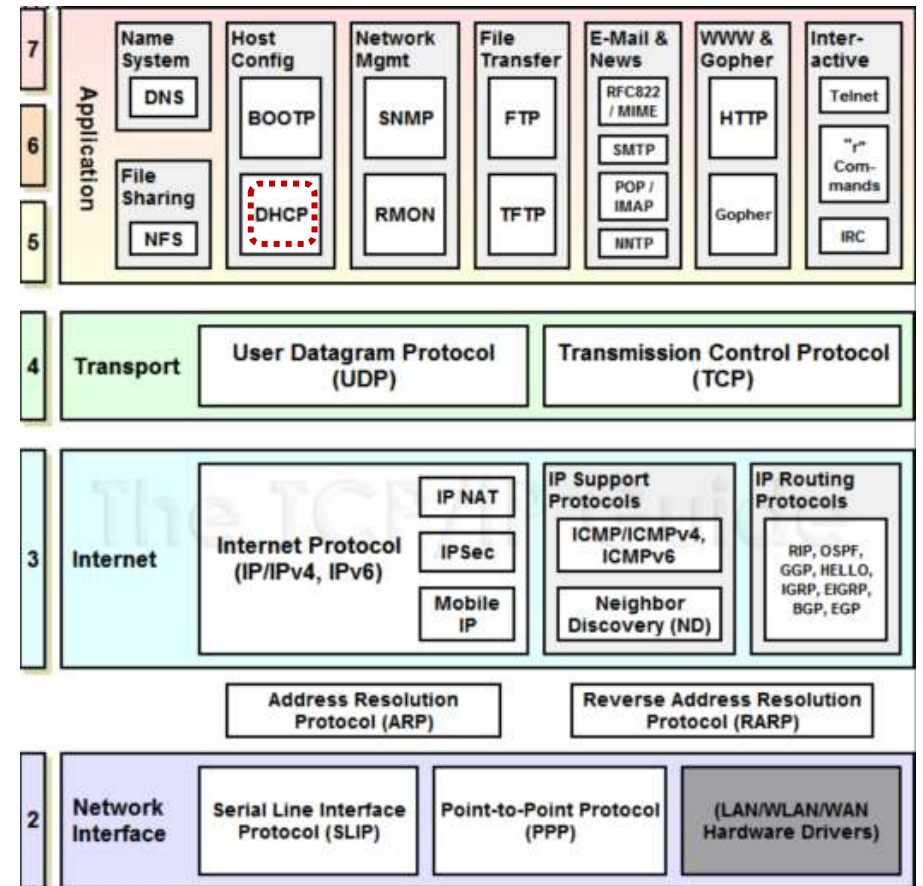 7
6
5
Application
Name
System
DNS
File
Sharing
NFS
Host
Config
BOOTP
DHCP
Network
Mgmt
SNMP
RMON
File
Transfer
FTP
TFTP
E-Mail &
News
RFC822
/ MIME
SMTP
POP /
IMAP
NNTP
WWW &
Gopher
HTTP
Gopher
Inter-
active
Telnet
"r"
Com-
mands
IRC
4
Transport
User Datagram Protocol
(UDP)
Transmission Control Protocol
(TCP)
The TCP/IP Guide
3
Internet
Internet Protocol
(IP/IPv4, IPv6)
IP NAT
IPSec
Mobile
IP
IP Support
Protocols
ICMP/ICMPv4,
ICMPv6
Neighbor
Discovery (ND)
IP Routing
Protocols
RIP, OSPF,
GGP, HELLO,
IGRP, EIGRP,
BGP, EGP
Address Resolution
Protocol (ARP)
Reverse Address Resolution
Protocol (RARP)
2
Network
Interface
Serial Line Interface
Protocol (SLIP)
Point-to-Point Protocol
(PPP)
(LAN/WLAN/WAN
Hardware Drivers)